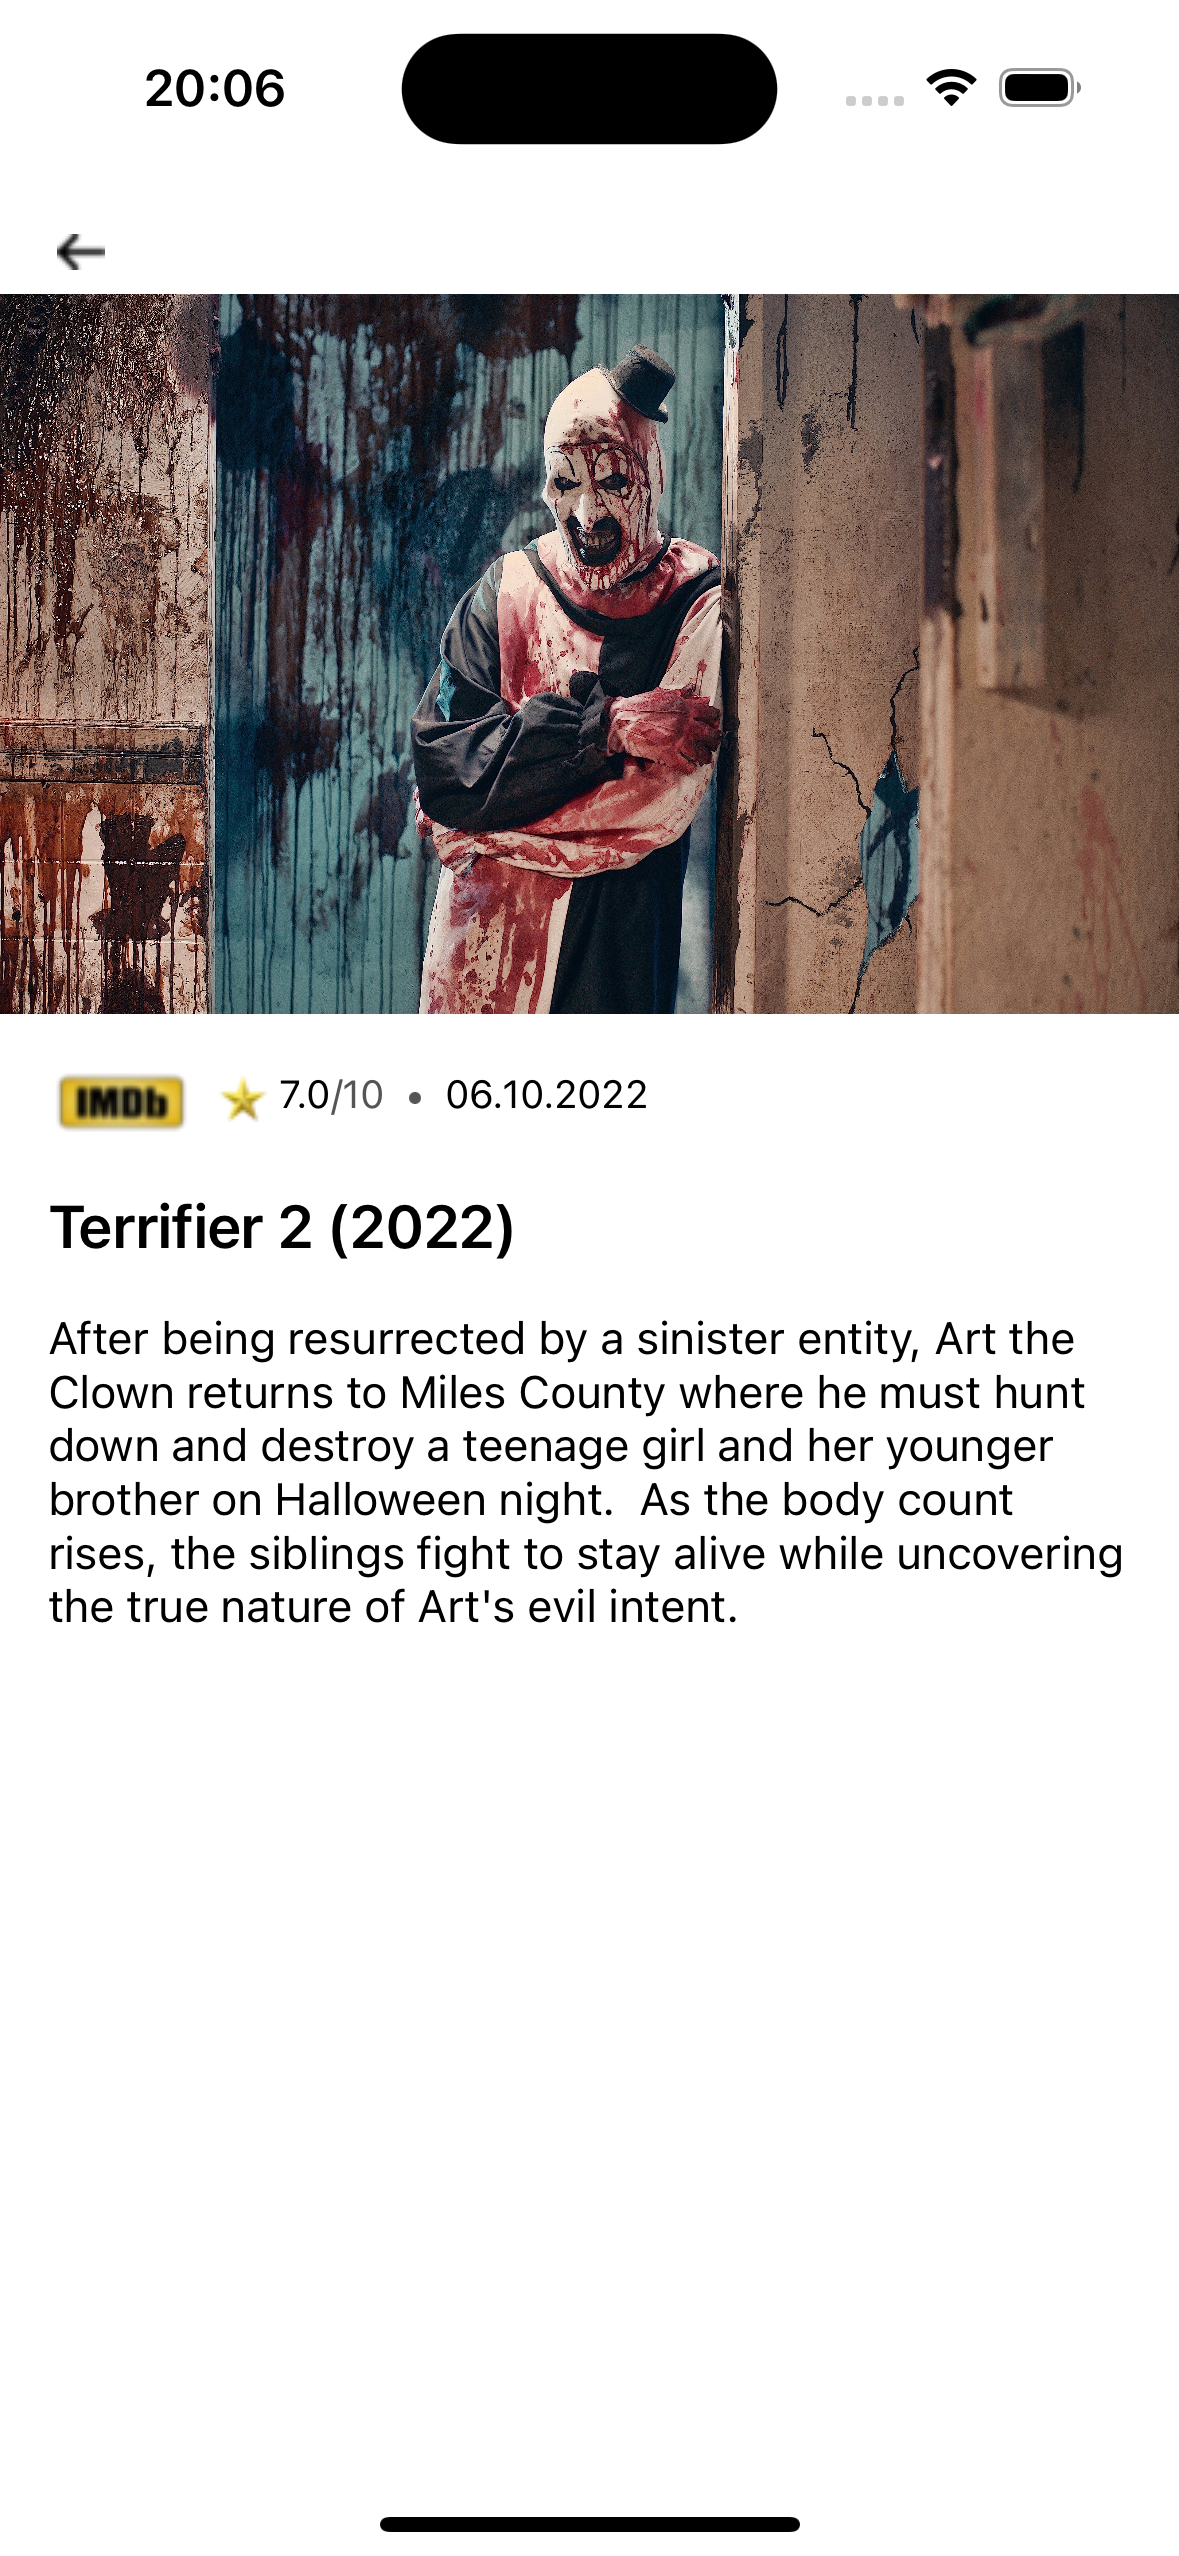 20:06
IMDb 7.0/10 • 06.10.2022
Terrifier 2 (2022)
After being resurrected by a sinister entity, Art the
Clown returns to Miles County where he must hunt
down and destroy a teenage girl and her younger
brother on Halloween night.  As the body count
rises, the siblings fight to stay alive while uncovering
the true nature of Art's evil intent.